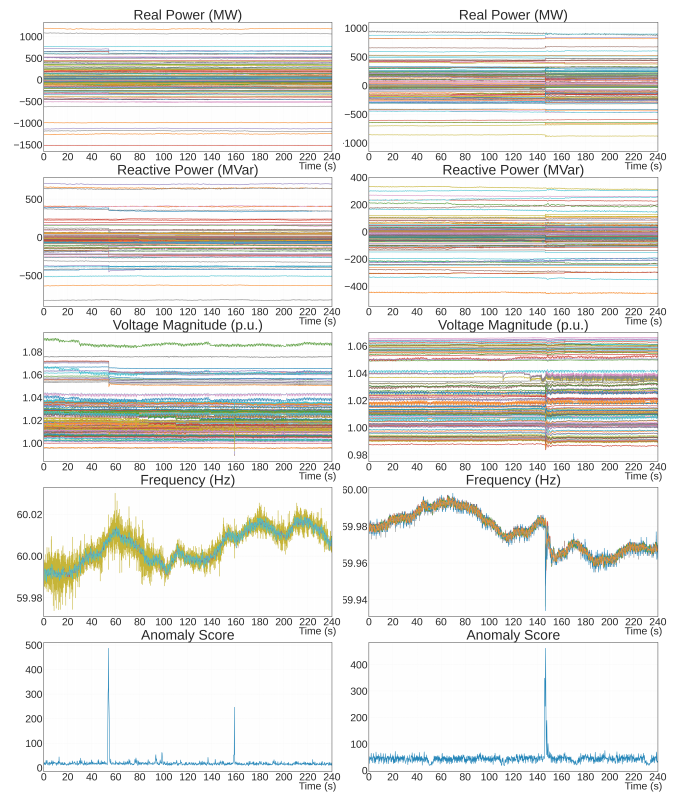 Real Power (MW)
1000
500
0
−500
−1000
−1500
0 20 40 60 80 100 120 140 160 180 200 220 240
Time (s)
Reactive Power (MVar)
500
0
−500
0 20 40 60 80 100 120 140 160 180 200 220 240
Time (s)
Voltage Magnitude (p.u.)
1.08
1.06
1.04
1.02
1.00
0 20 40 60 80 100 120 140 160 180 200 220 240
Time (s)
Frequency (Hz)
60.02
60.00
59.98
0 20 40 60 80 100 120 140 160 180 200 220 240
Time (s)
Anomaly Score
500
400
300
200
100
0
0 20 40 60 80 100 120 140 160 180 200 220 240
Time (s)
Real Power (MW)
1000
500
0
−500
1000
0 20 40 60 80 100 120 140 160 180 200 220 240
Time (s)
Reactive Power (MVar)
400
200
0
−200
−400
0 20 40 60 80 100 120 140 160 180 200 220 240
Time (s)
Voltage Magnitude (p.u.)
1.06
1.04
1.02
1.00
0.98
0 20 40 60 80 100 120 140 160 180 200 220 240
Time (s)
Frequency (Hz)
60.00
59.98
59.96
59.94
0 20 40 60 80 100 120 140 160 180 200 220 240
Time (s)
Anomaly Score
400
300
200
100
0
0 20 40 60 80 100 120 140 160 180 200 220 240
Time (s)